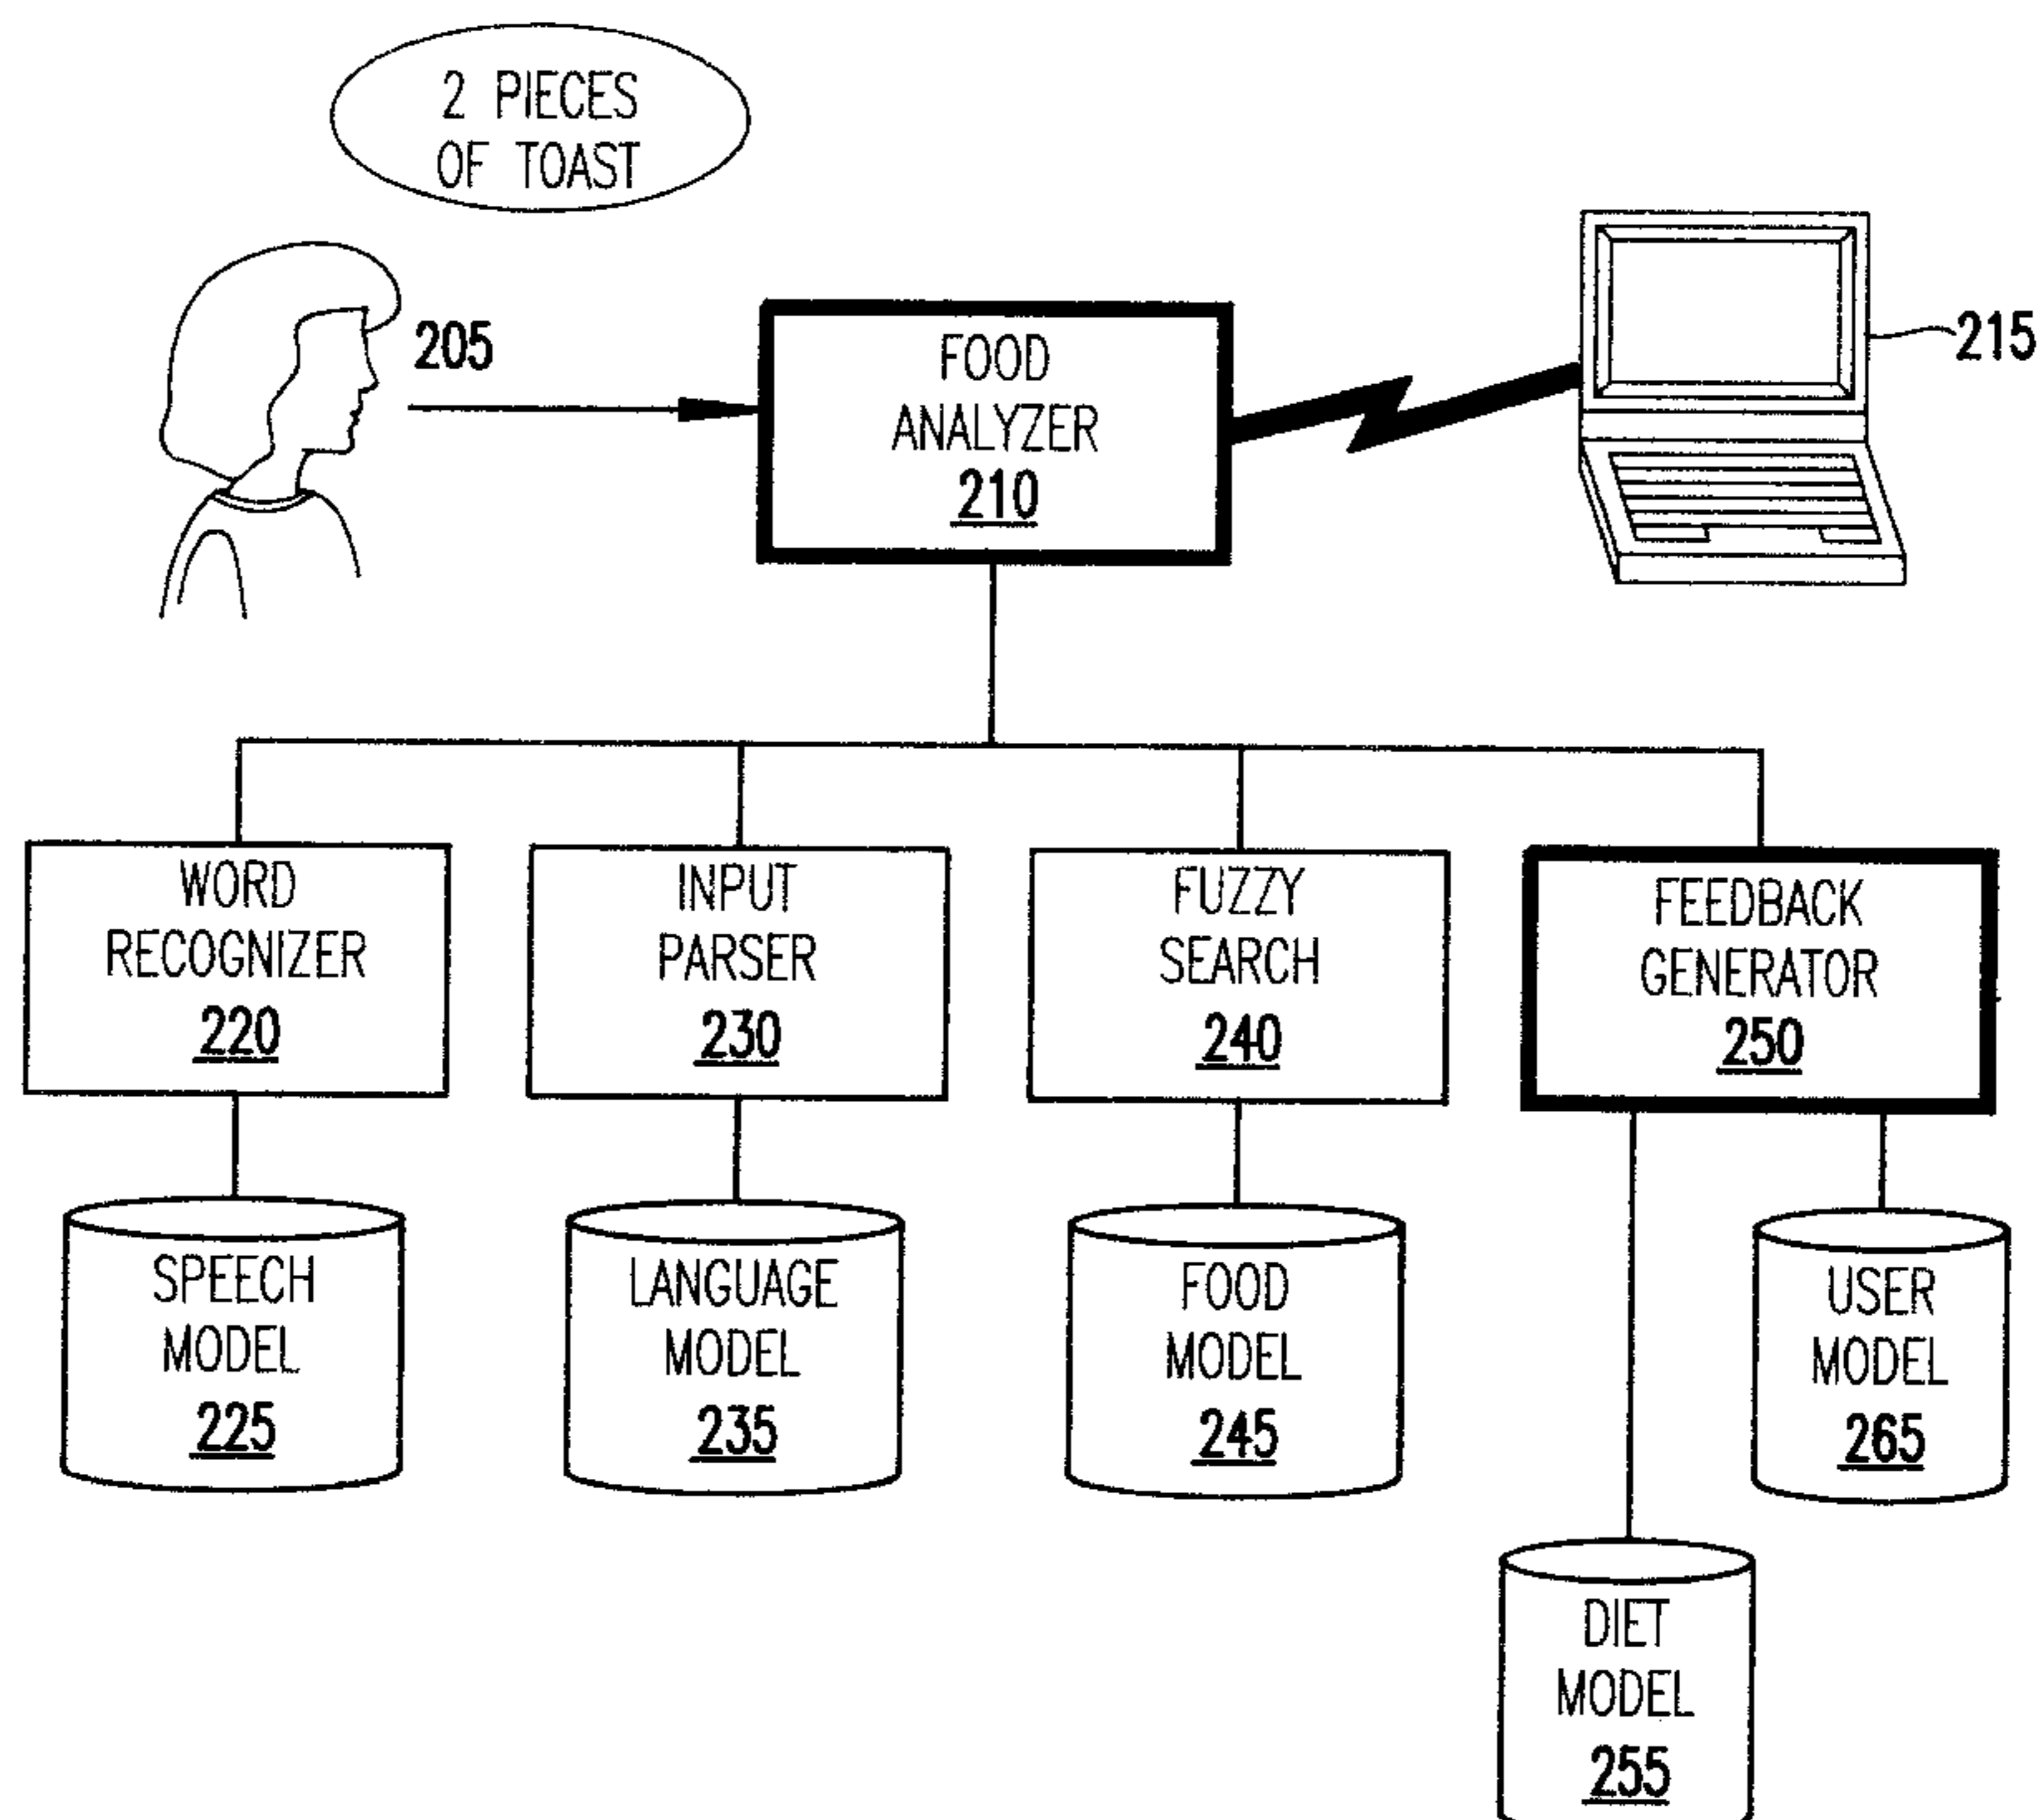 2 PIECES
OF TOAST
205
FOOD
ANALYZER
210
215
WORD
RECOGNIZER
220
INPUT
PARSER
230
FUZZY
SEARCH
240
FEEDBACK
GENERATOR
250
SPEECH
MODEL
225
LANGUAGE
MODEL
235
FOOD
MODEL
245
USER
MODEL
265
DIET
MODEL
255